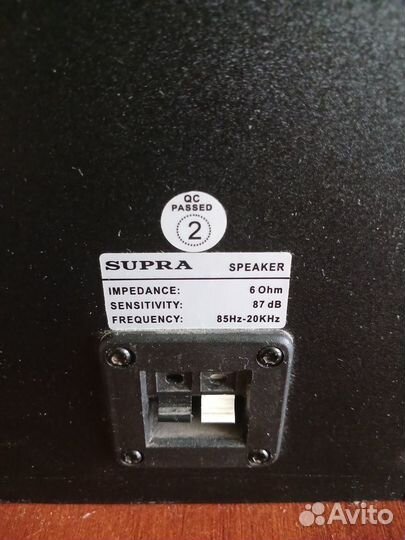 QC
PASSED
2
SUPRA SPEAKER
IMPEDANCE: 6 Ohm
SENSITIVITY: 87 dB
FREQUENCY: 85Hz-20KHz
Avito